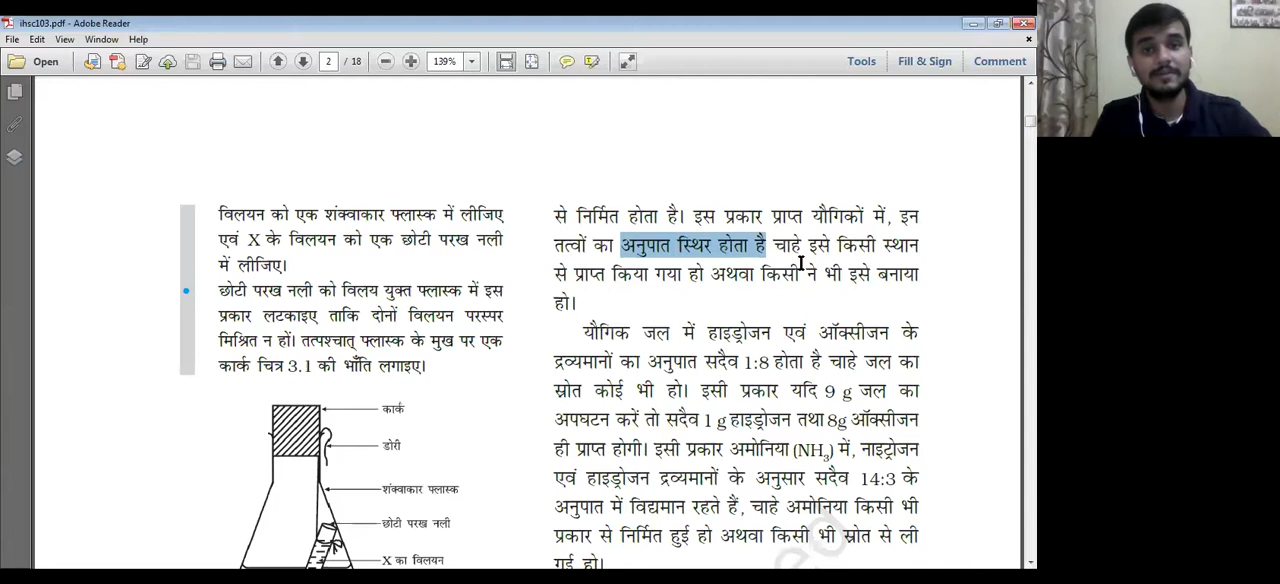 ihsc103.pdf - Adobe Reader
File Edit View Window Help
Open 2 / 18 139% Tools Fill & Sign Comment
विलयन को एक शंक्वाकार फ्लास्क में लीजिए
एवं X के विलयन को एक छोटी परख नली
में लीजिए।
छोटी परख नली को विलय युक्त फ्लास्क में इस
प्रकार लटकाइए ताकि दोनों विलयन परस्पर
मिश्रित न हों। तत्पश्चात् फ्लास्क के मुख पर एक
कार्क चित्र 3.1 की भाँति लगाइए।
कार्क
डोरी
शंक्वाकार फ्लास्क
छोटी परख नली
X का विलयन
से निर्मित होता है। इस प्रकार प्राप्त यौगिकों में, इन
तत्वों का अनुपात स्थिर होता है चाहे इसे किसी स्थान
से प्राप्त किया गया हो अथवा किसी ने भी इसे बनाया
हो।
यौगिक जल में हाइड्रोजन एवं ऑक्सीजन के
द्रव्यमानों का अनुपात सदैव 1:8 होता है चाहे जल का
स्रोत कोई भी हो। इसी प्रकार यदि 9 g जल का
अपघटन करें तो सदैव 1 g हाइड्रोजन तथा 8g ऑक्सीजन
ही प्राप्त होगी। इसी प्रकार अमोनिया (NH₃) में, नाइट्रोजन
एवं हाइड्रोजन द्रव्यमानों के अनुसार सदैव 14:3 के
अनुपात में विद्यमान रहते हैं, चाहे अमोनिया किसी भी
प्रकार से निर्मित हुई हो अथवा किसी भी स्रोत से ली
गई हो।